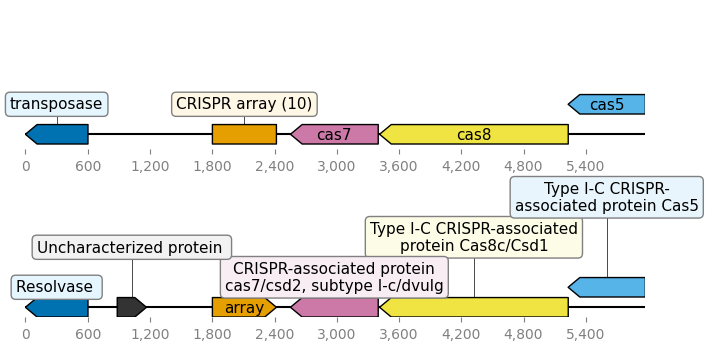 transposase
CRISPR array (10)
cas5
cas7
cas8
0 600 1,200 1,800 2,400 3,000 3,600 4,200 4,800 5,400
Type I-C CRISPR-
associated protein Cas5
Type I-C CRISPR-associated
protein Cas8c/Csd1
Uncharacterized protein
CRISPR-associated protein
cas7/csd2, subtype I-c/dvulg
Resolvase
array
0 600 1,200 1,800 2,400 3,000 3,600 4,200 4,800 5,400